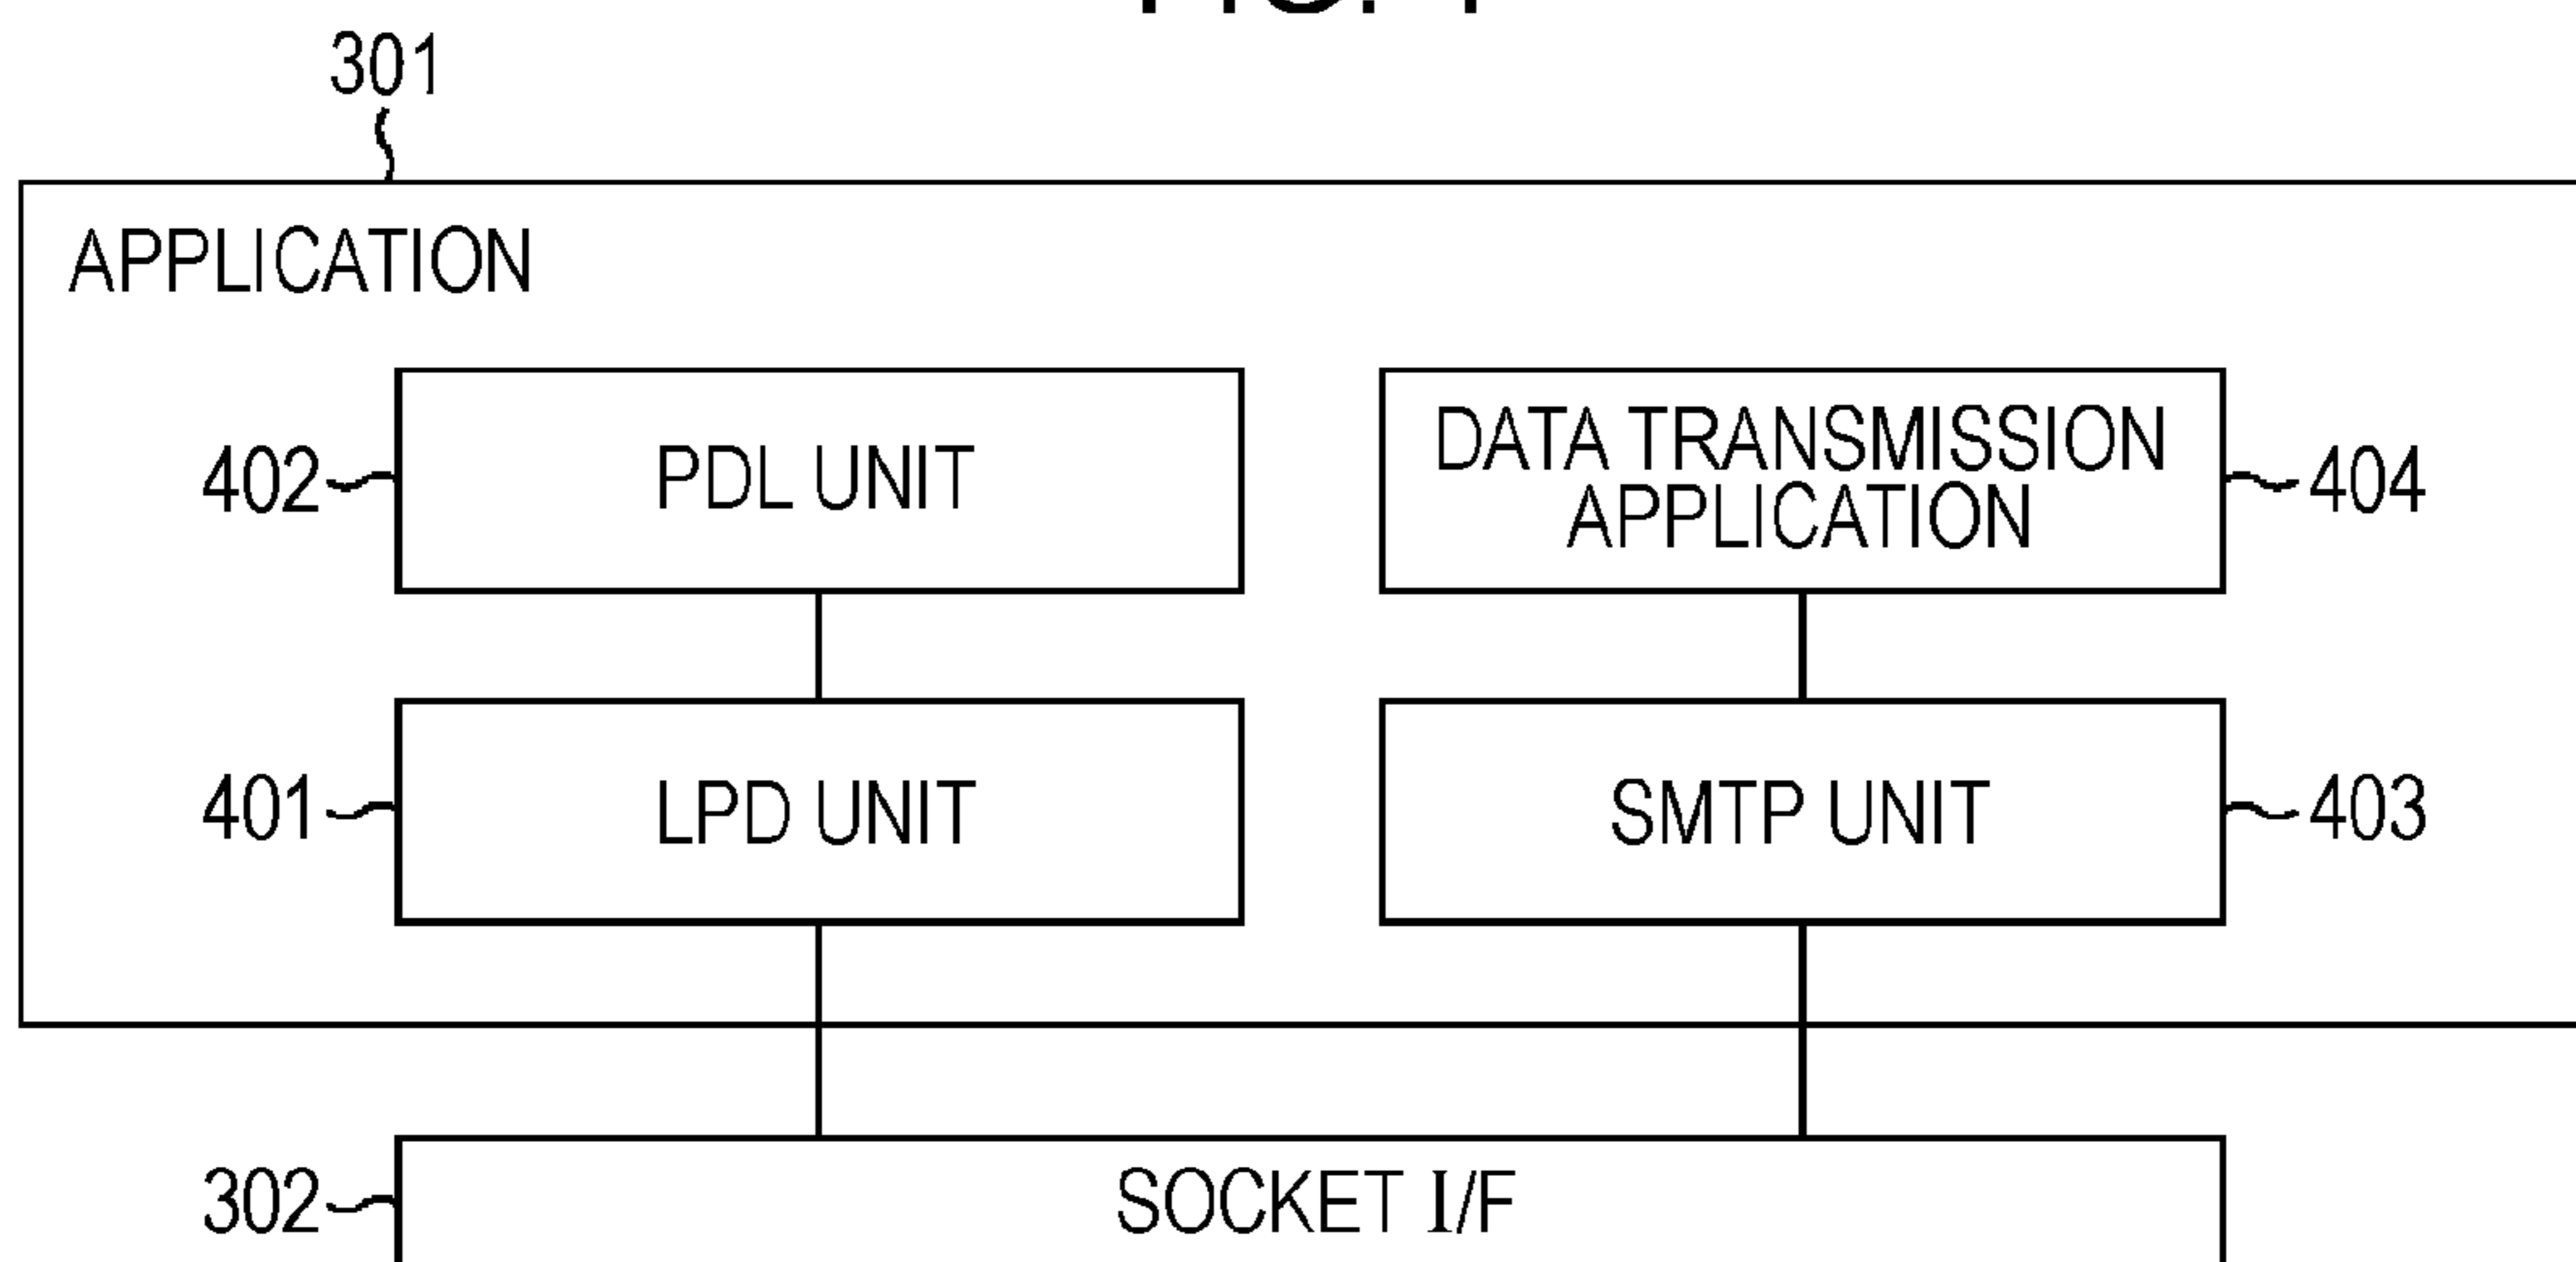 301
APPLICATION
402
PDL UNIT
DATA TRANSMISSION
APPLICATION
404
401
LPD UNIT
SMTP UNIT
403
302
SOCKET I/F